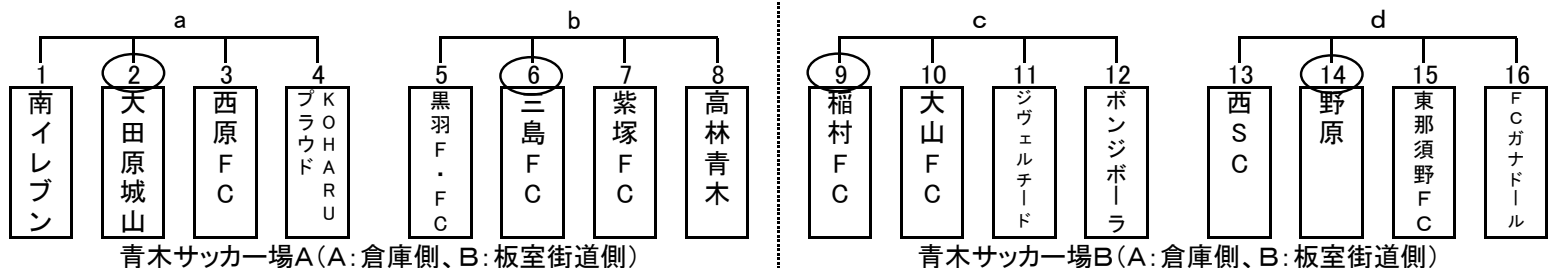 a b c d
1 2 3 4 5 6 7 8 9 10 11 12 13 14 15 16
南イレブン
大田原城山
西原FC
KOHARU
プラウド
黒羽F・FC
三島FC
紫塚FC
高林青木
稲村FC
大山FC
ジヴェルチード
ボンジボーラ
西SC
野原
東那須野FC
FCガナドール
青木サッカー場A(A:倉庫側、B:板室街道側)
青木サッカー場B(A:倉庫側、B:板室街道側)